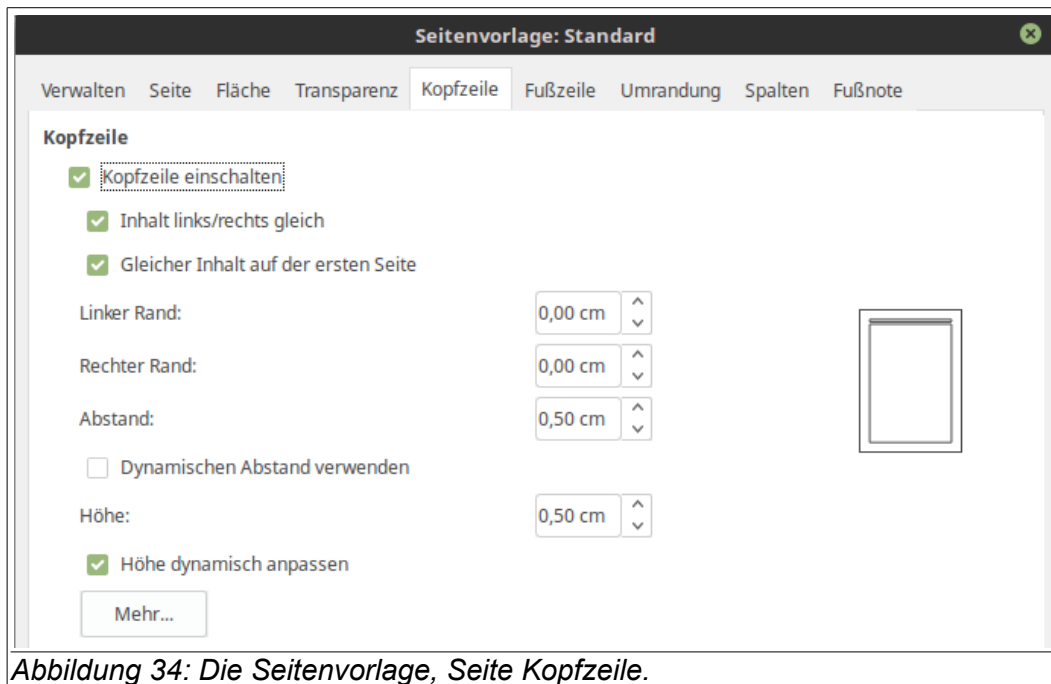 Seitenvorlage: Standard
Verwalten Seite Fläche Transparenz Kopfzeile Fußzeile Umrandung Spalten Fußnote
Kopfzeile
Kopfzeile einschalten
Inhalt links/rechts gleich
Gleicher Inhalt auf der ersten Seite
Linker Rand: 0,00 cm
Rechter Rand: 0,00 cm
Abstand: 0,50 cm
Dynamischen Abstand verwenden
Höhe: 0,50 cm
Höhe dynamisch anpassen
Mehr...
Abbildung 34: Die Seitenvorlage, Seite Kopfzeile.